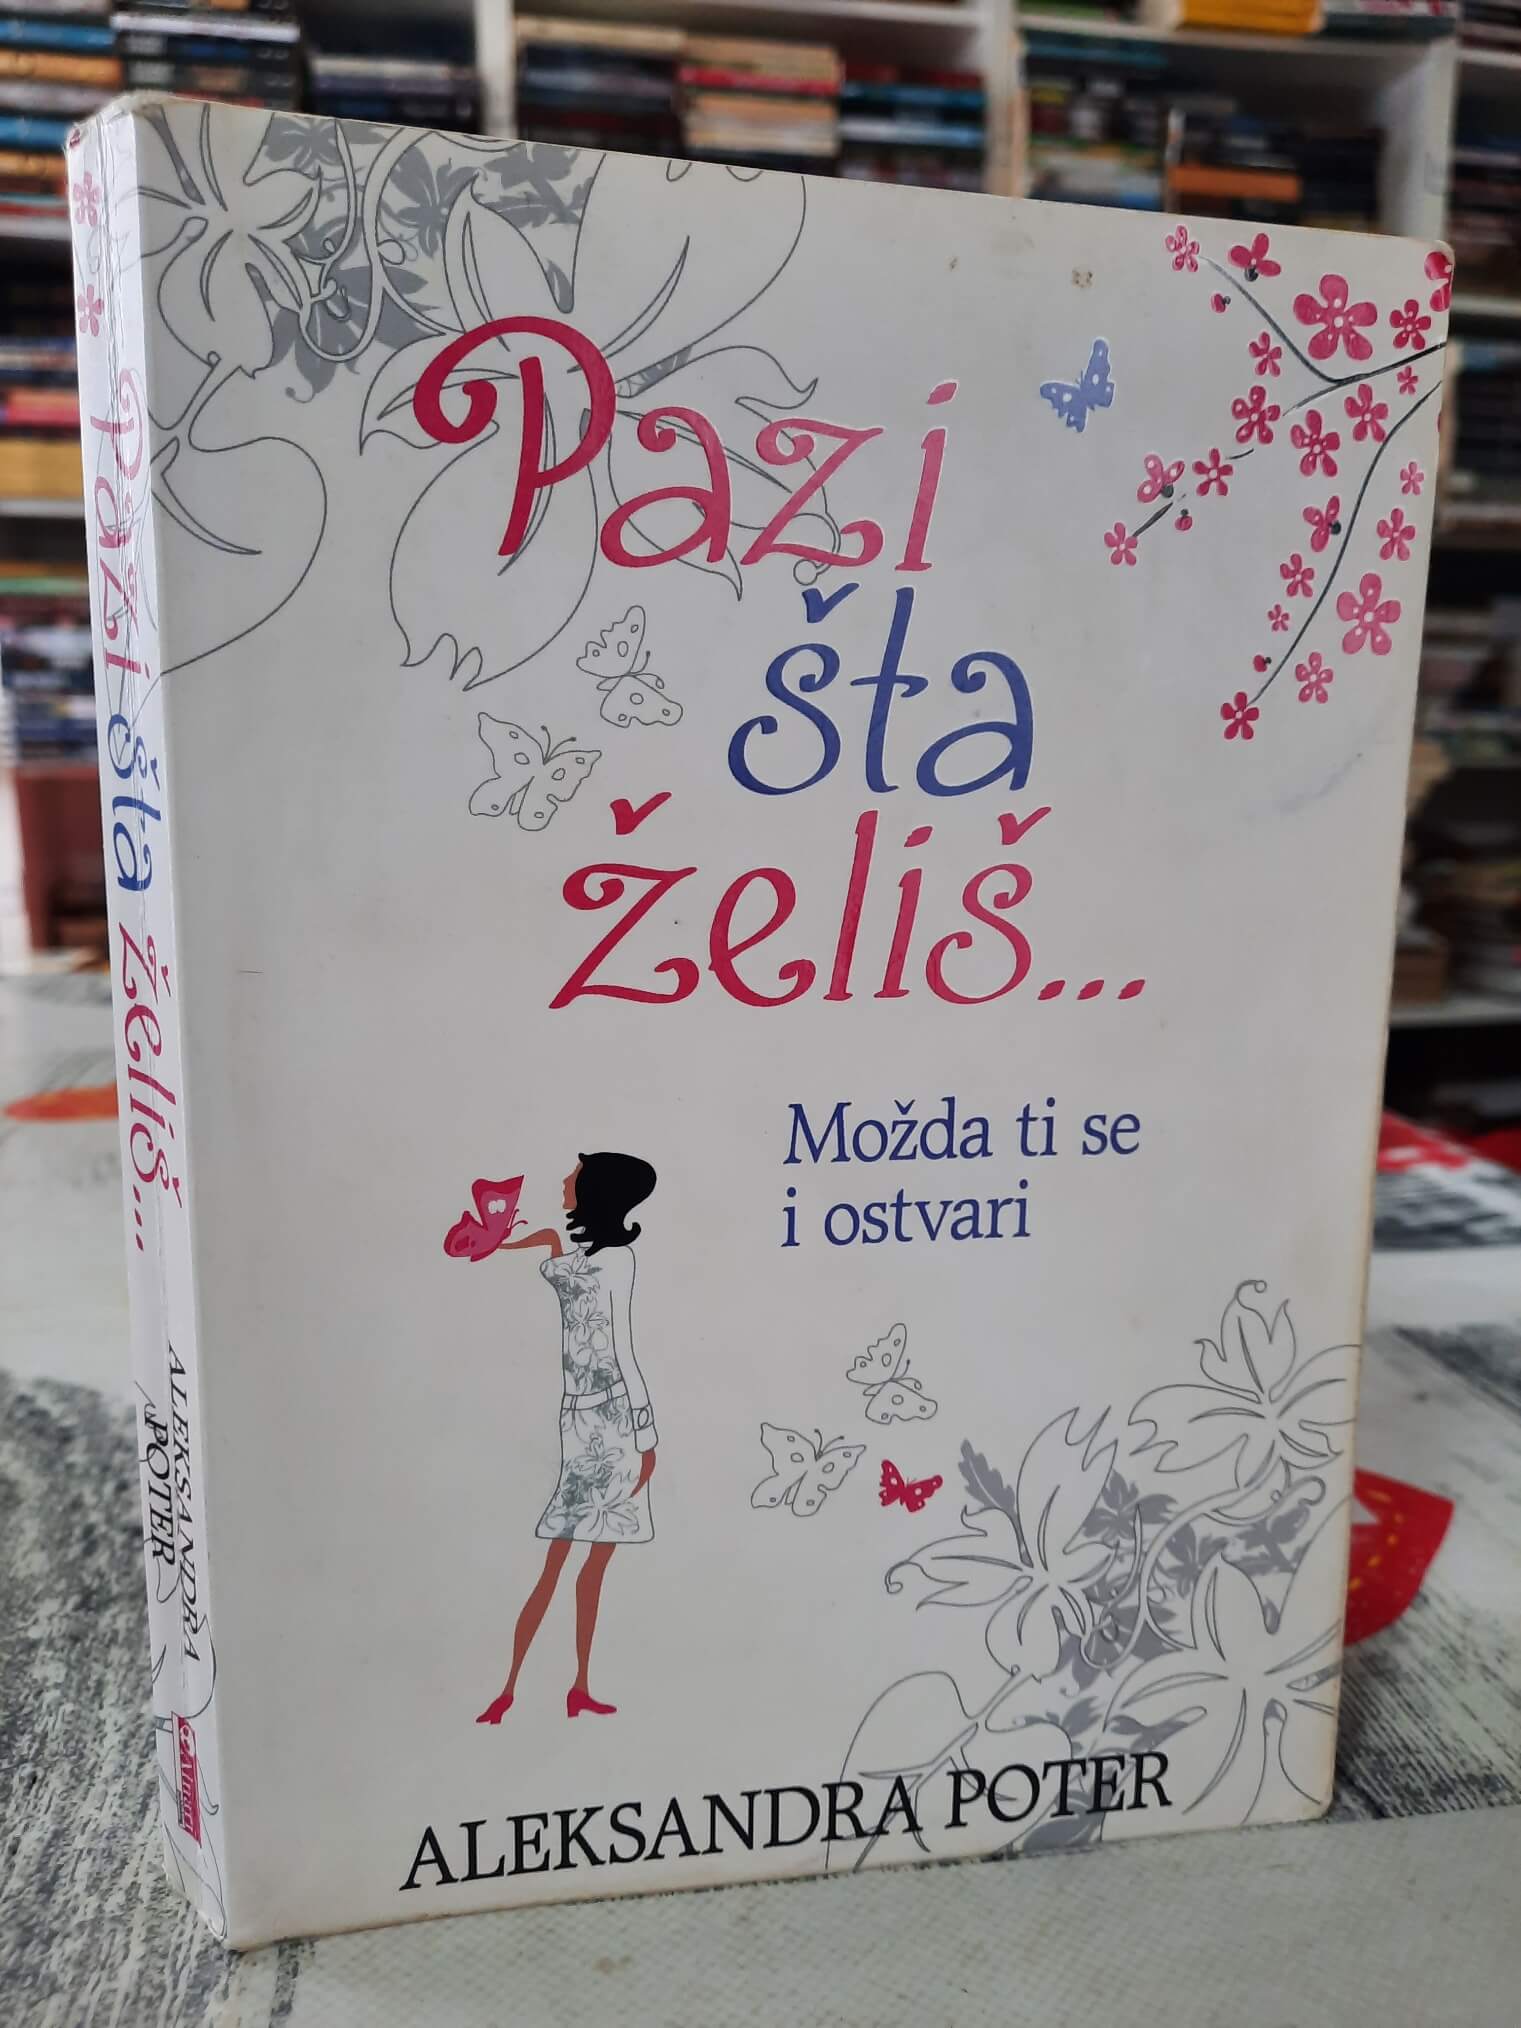 Pazi
šta
želiš...
Možda ti se
i ostvari
ALEKSANDRA POTER
Pazi šta želiš...
ALEKSANDRA
POTER